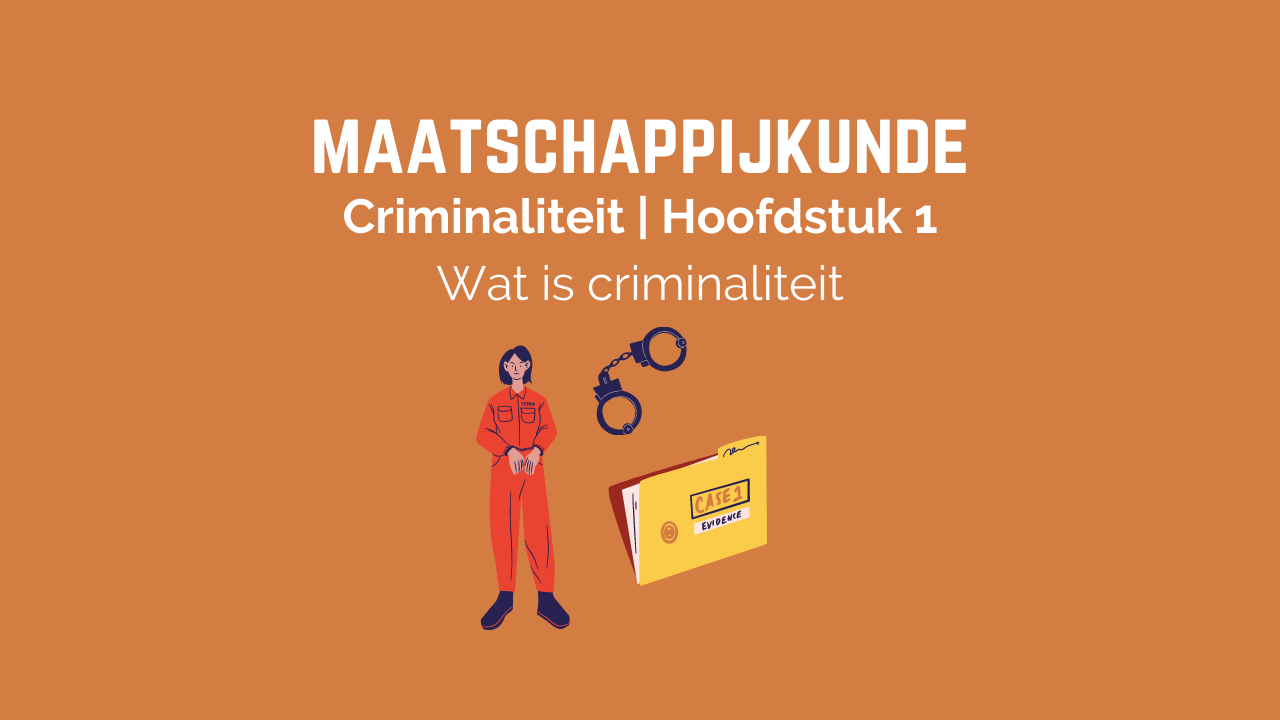 MAATSCHAPPIJKUNDE
Criminaliteit | Hoofdstuk 1
Wat is criminaliteit
CASE 1
EVIDENCE